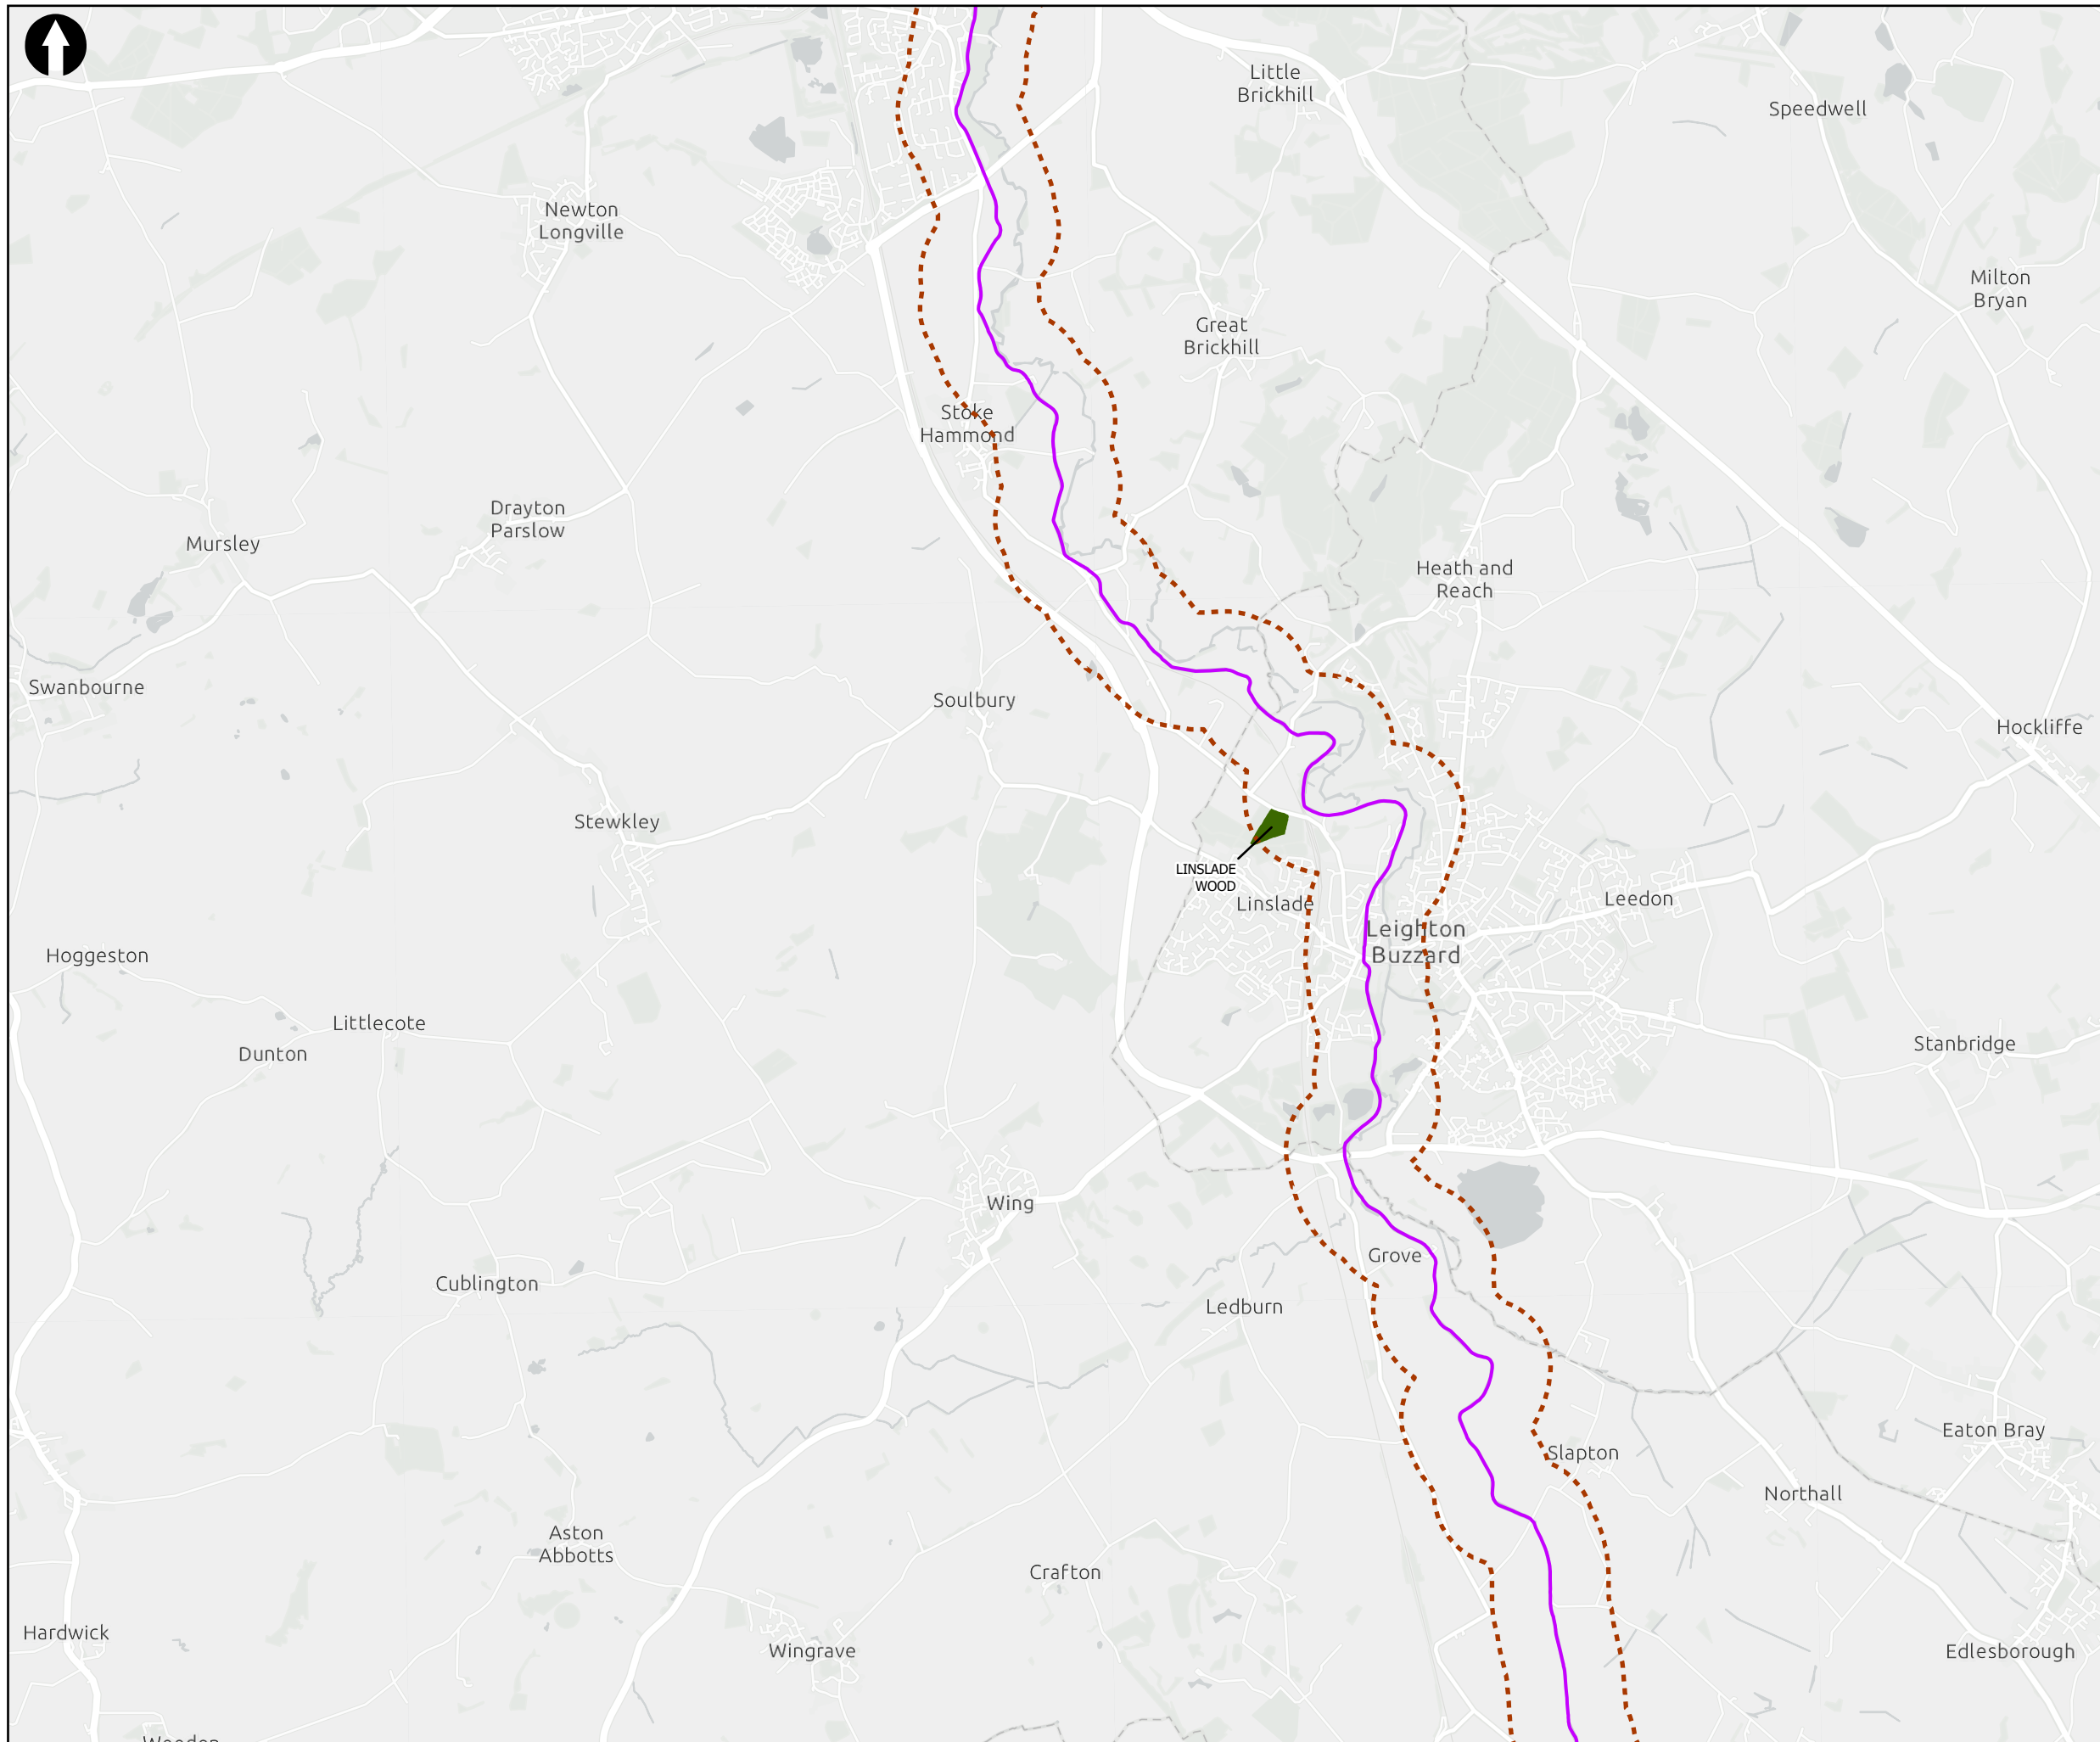 Little
Brickhill
Speedwell
Newton
Longville
Milton
Bryan
Great
Brickhill
Stoke
Hammond
Drayton
Parslow
Mursley
Heath and
Reach
Swanbourne
Soulbury
Hockliffe
Stewkley
LINSLADE
WOOD
Linslade
Leedon
Leighton
Buzzard
Hoggeston
Littlecote
Dunton
Stanbridge
Wing
Grove
Cublington
Ledburn
Eaton Bray
Slapton
Northall
Aston
Abbotts
Crafton
Hardwick
Wingrave
Edlesborough